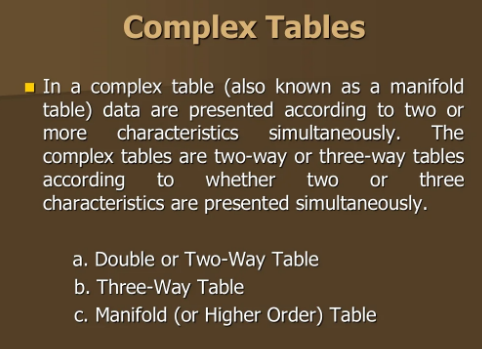 Complex Tables
In a complex table (also known as a manifold
table) data are presented according to two or
more characteristics simultaneously. The
complex tables are two-way or three-way tables
according to whether two or three
characteristics are presented simultaneously.
a. Double or Two-Way Table
b. Three-Way Table
c. Manifold (or Higher Order) Table